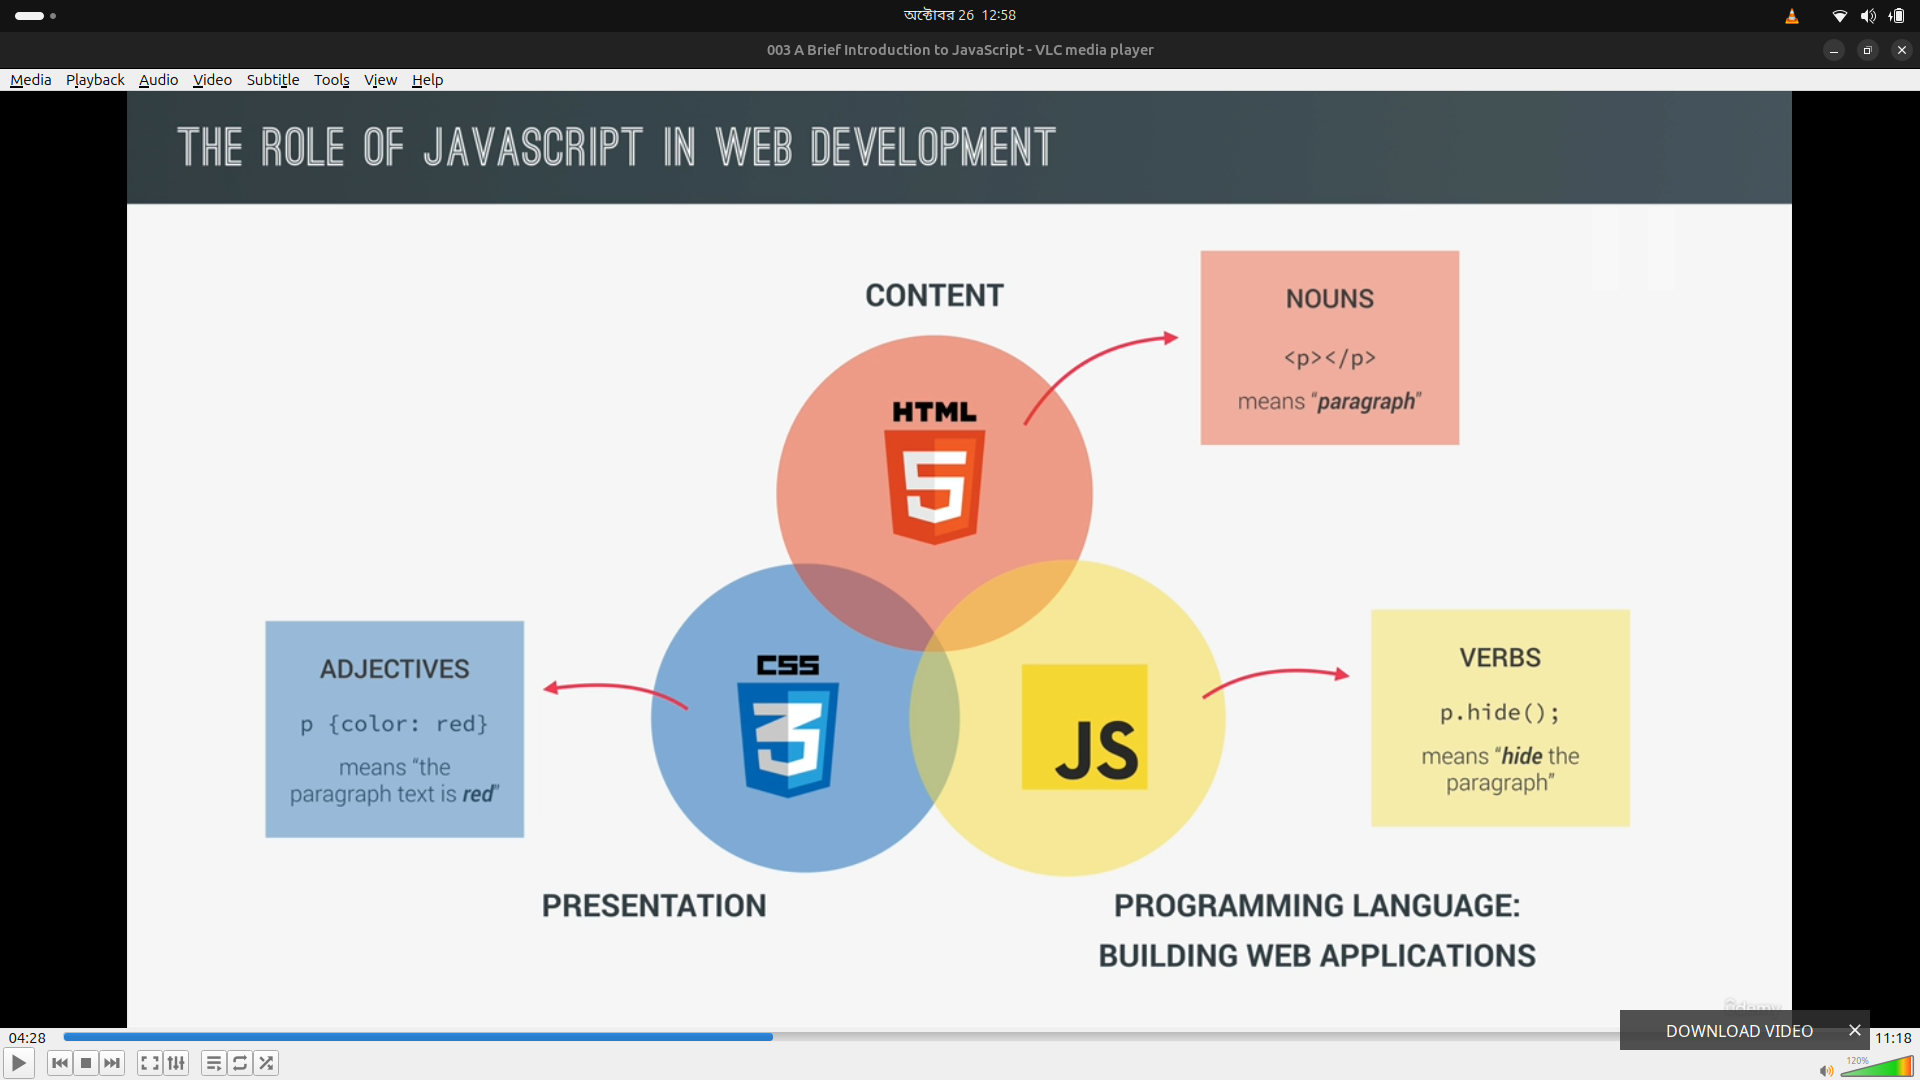 অক্টোবর 26 12:58
003 A Brief Introduction to JavaScript - VLC media player
Media Playback Audio Video Subtitle Tools View Help
THE ROLE OF JAVASCRIPT IN WEB DEVELOPMENT
CONTENT
NOUNS
<p></p>
means “paragraph”
HTML
5
ADJECTIVES
p {color: red}
means “the
paragraph text is red”
CSS
3
JS
VERBS
p.hide();
means “hide the
paragraph”
PRESENTATION
PROGRAMMING LANGUAGE:
BUILDING WEB APPLICATIONS
ûdemy
DOWNLOAD VIDEO
04:28
11:18
120%